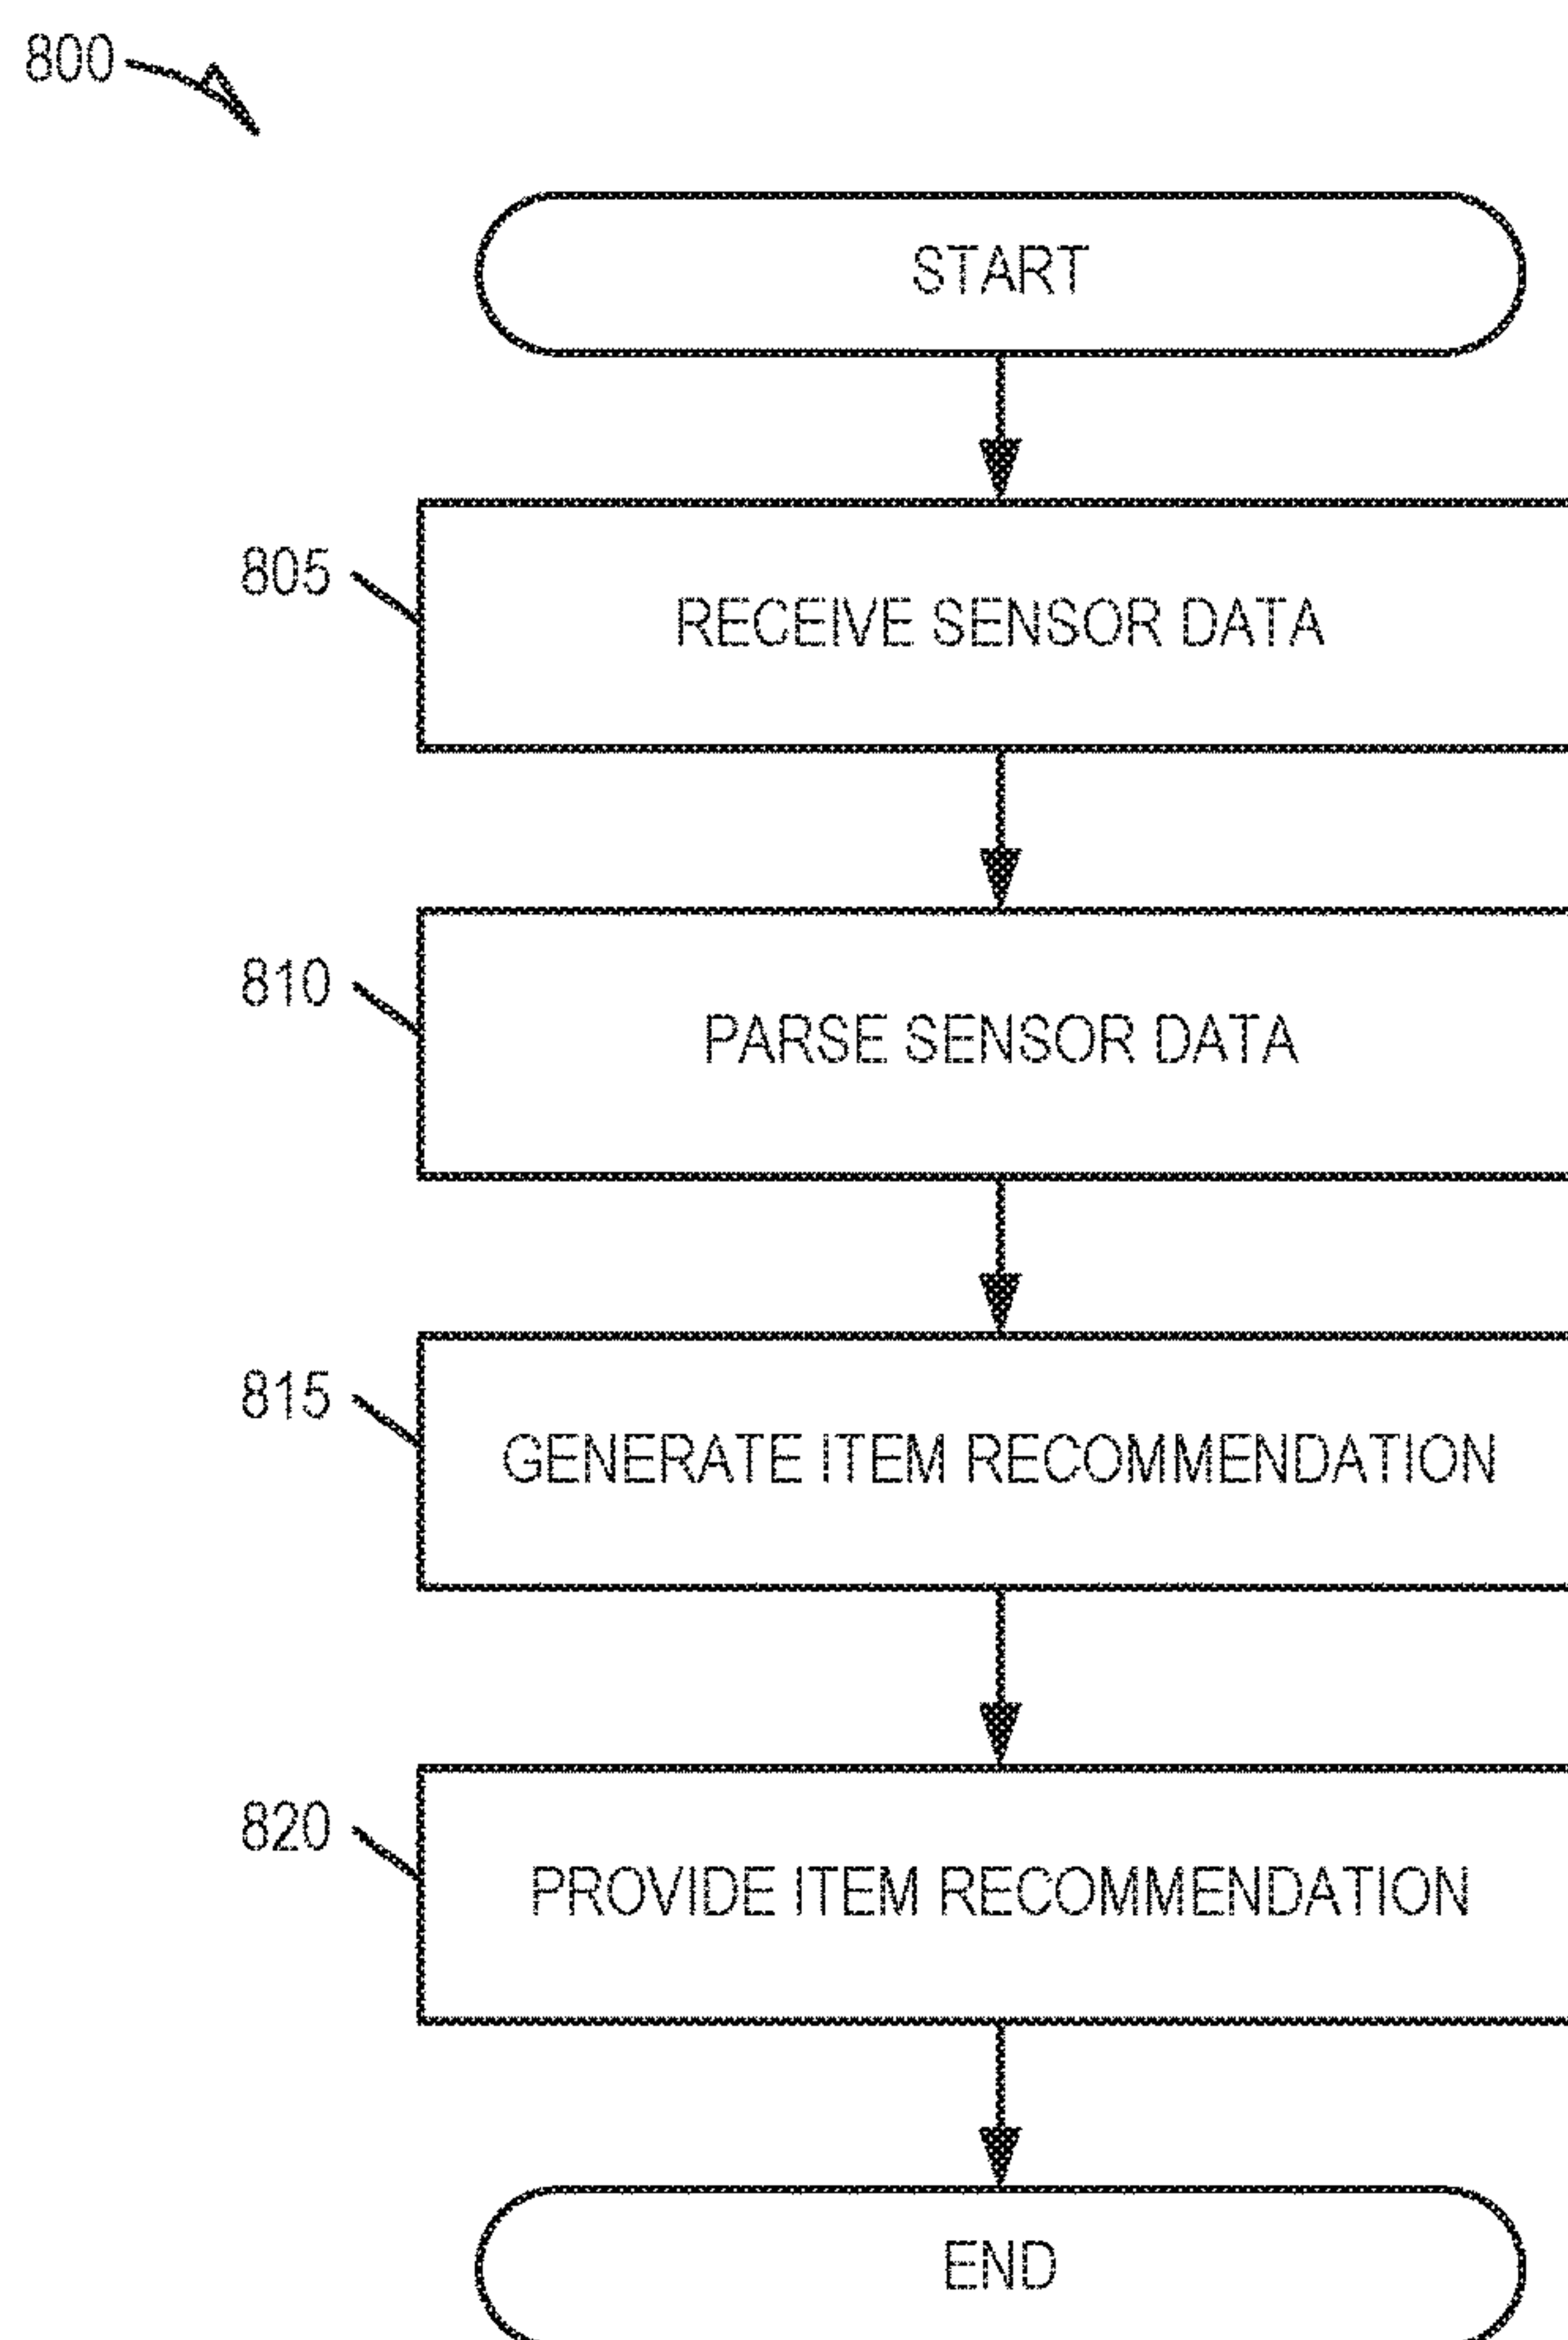 800
START
805
RECEIVE SENSOR DATA
810
PARSE SENSOR DATA
815
GENERATE ITEM RECOMMENDATION
820
PROVIDE ITEM RECOMMENDATION
END